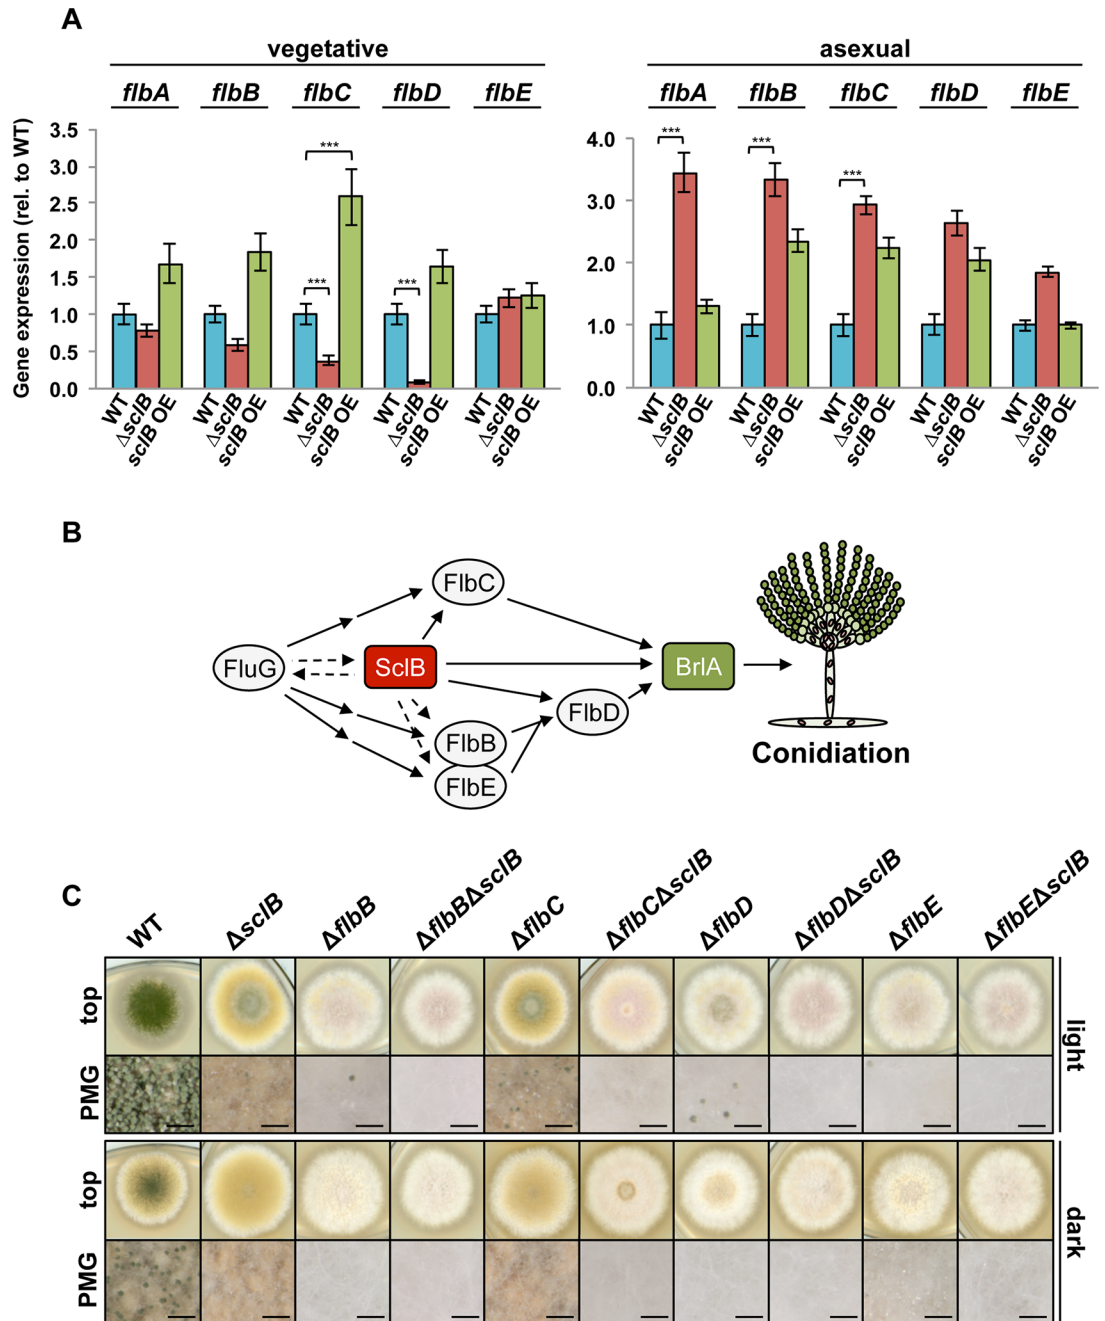 A
vegetative
asexual
flbA flbB flbC flbD flbE
flbA flbB flbC flbD flbE
Gene expression (rel. to WT)
3.5
3.0
2.5
2.0
1.5
1.0
0.5
0.0
*** *** ***
4.0
3.0
2.0
1.0
0.0
*** *** ***
WT ΔsclB sclB OE WT ΔsclB sclB OE WT ΔsclB sclB OE WT ΔsclB sclB OE WT ΔsclB sclB OE
WT ΔsclB sclB OE WT ΔsclB sclB OE WT ΔsclB sclB OE WT ΔsclB sclB OE WT ΔsclB sclB OE
B
FlbC
FluG
SclB
BrlA
FlbD
FlbB
FlbE
Conidiation
C
WT ΔsclB ΔflbB ΔflbBΔsclB ΔflbC ΔflbCΔsclB ΔflbD ΔflbDΔsclB ΔflbE ΔflbEΔsclB
top
PMG
light
top
PMG
dark